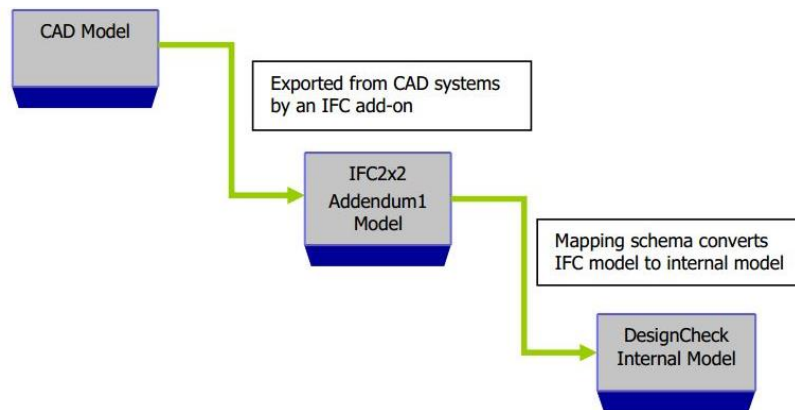 CAD Model
Exported from CAD systems
by an IFC add-on
IFC2x2
Addendum1
Model
Mapping schema converts
IFC model to internal model
DesignCheck
Internal Model